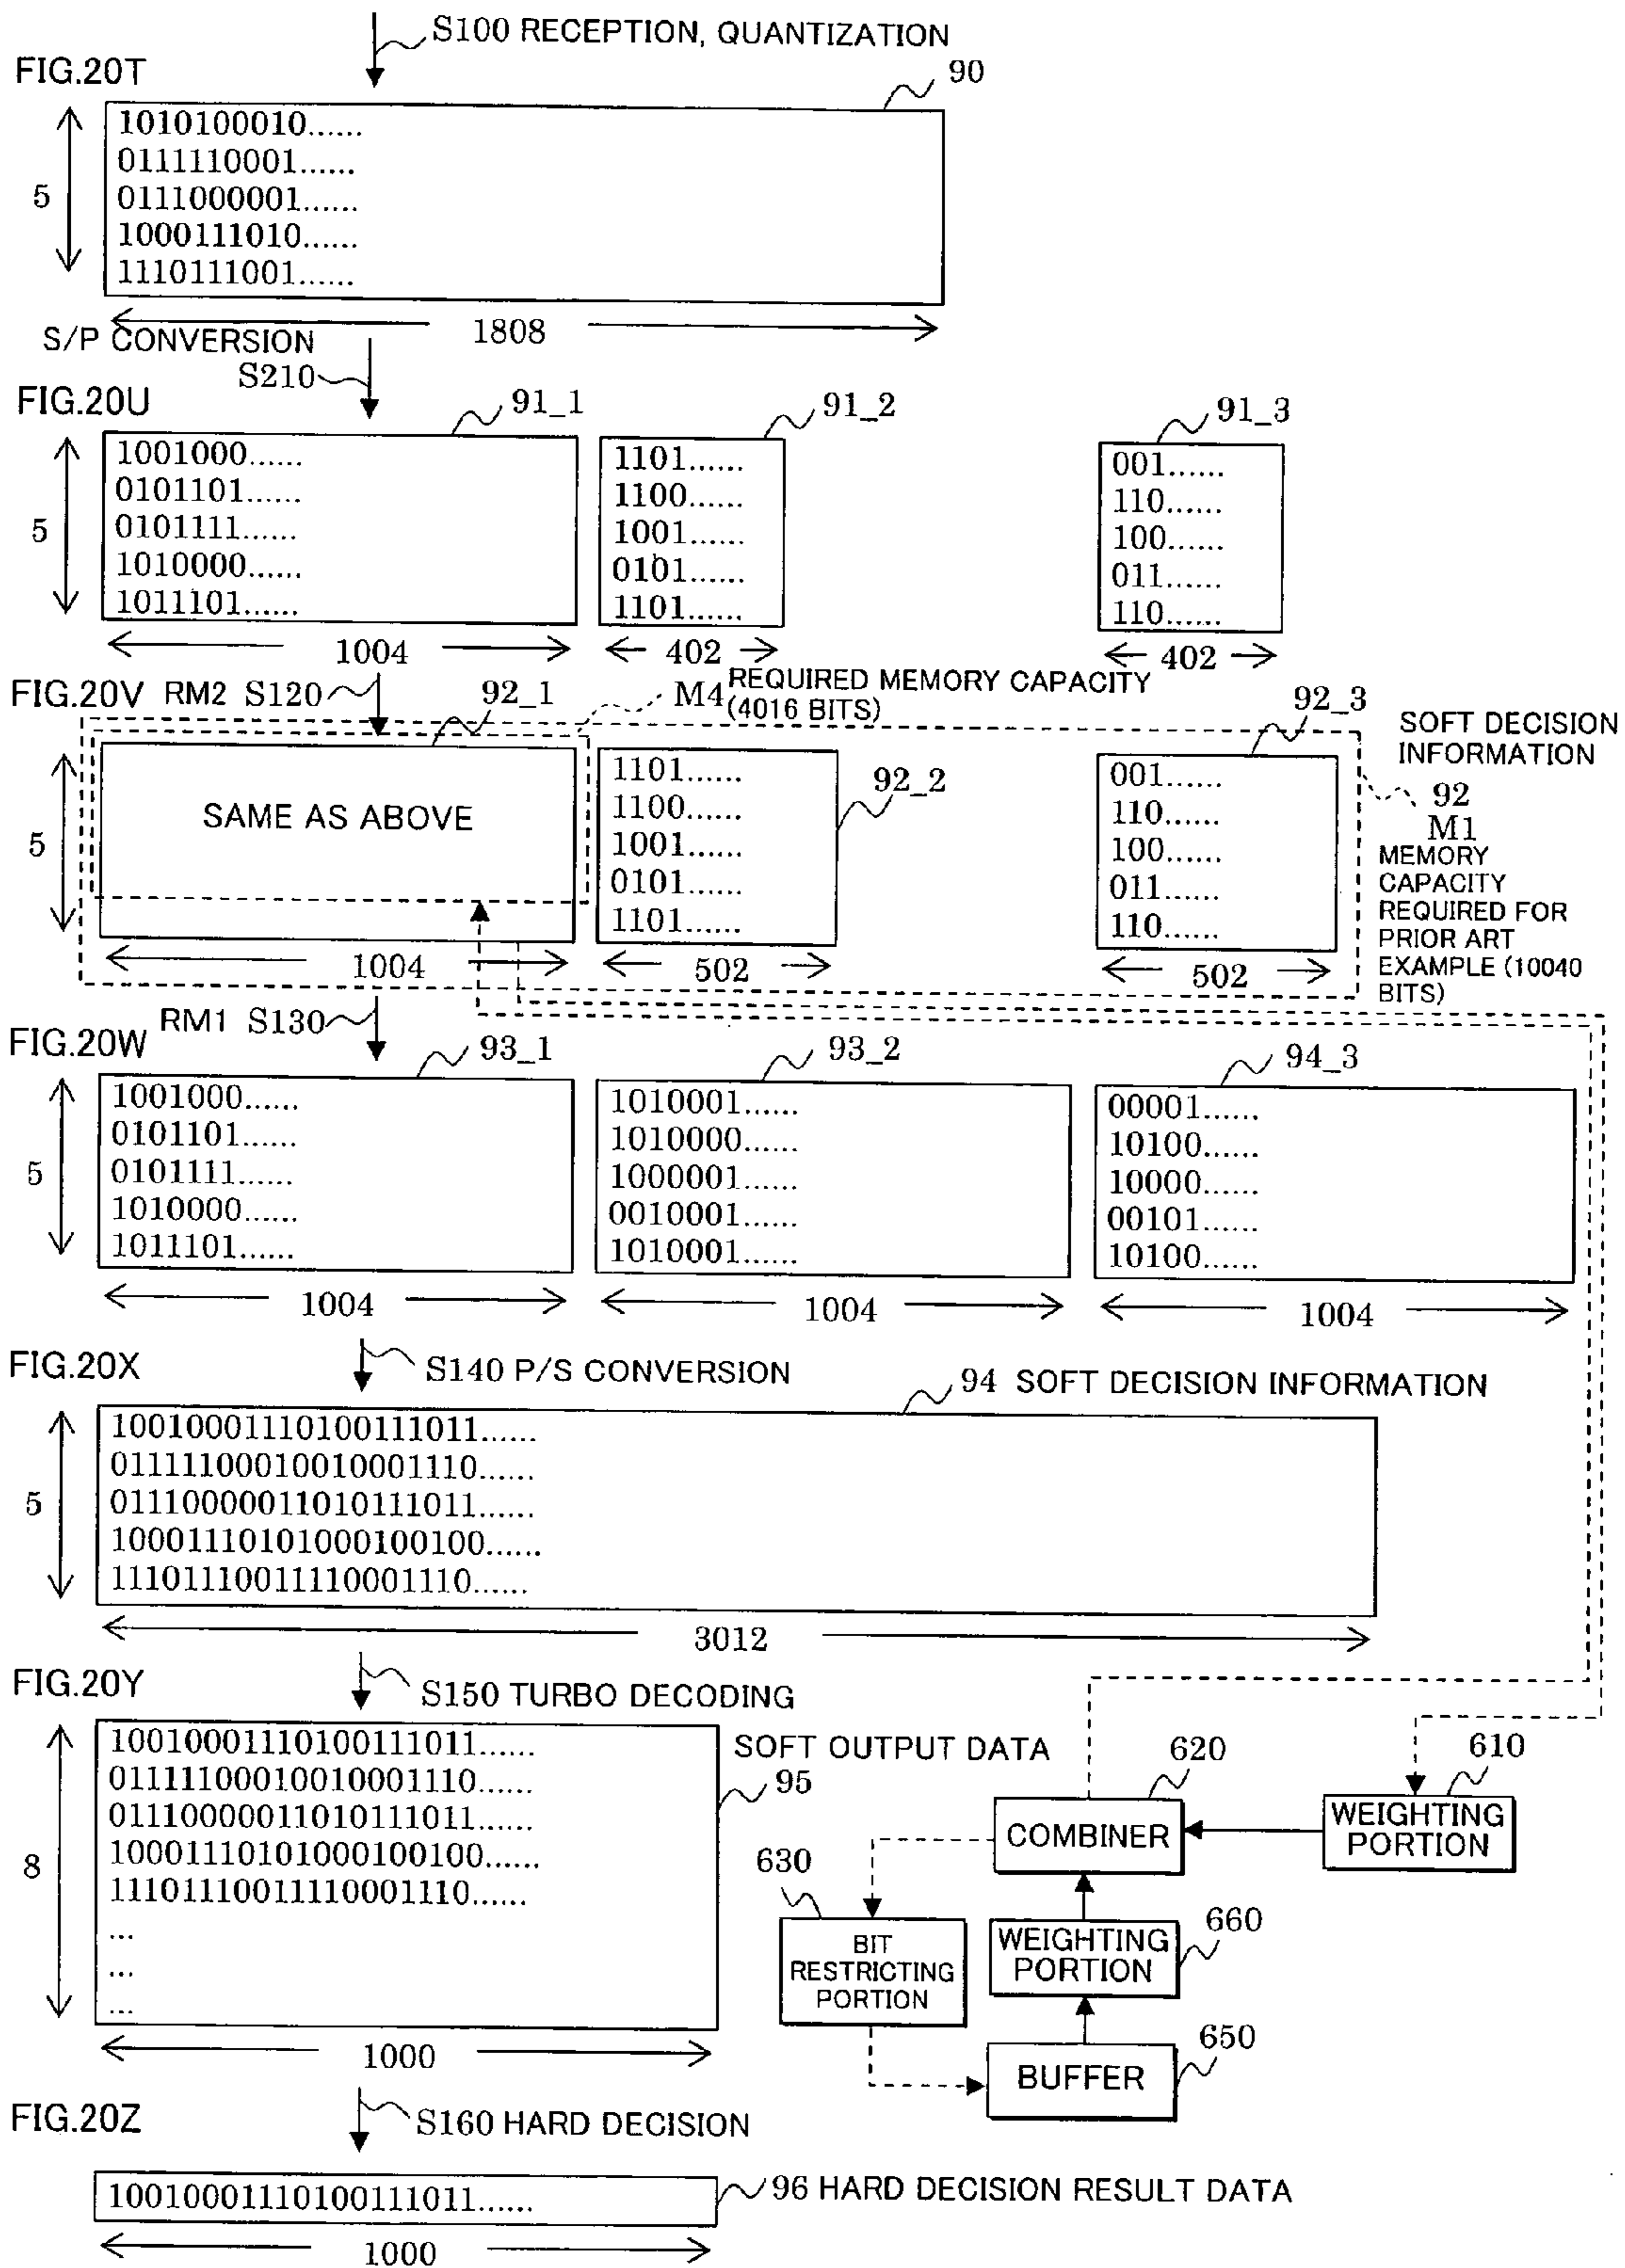 S100 RECEPTION, QUANTIZATION
FIG.20T
90
1010100010......
0111110001......
0111000001......
1000111010......
1110111001......
5
1808
S/P CONVERSION
S210
FIG.20U
91_1
91_2
91_3
1001000......
0101101......
0101111......
1010000......
1011101......
1101......
1100......
1001......
0101......
1101......
001......
110......
100......
011......
110......
5
1004
402
402
FIG.20V RM2 S120
92_1
M4
REQUIRED MEMORY CAPACITY
(4016 BITS)
92_3
SOFT DECISION
INFORMATION
92
M1
MEMORY
CAPACITY
REQUIRED FOR
PRIOR ART
EXAMPLE (10040
BITS)
5
SAME AS ABOVE
1101......
1100......
1001......
0101......
1101......
92_2
001......
110......
100......
011......
110......
1004
502
502
RM1 S130
FIG.20W
93_1
93_2
94_3
5
1001000......
0101101......
0101111......
1010000......
1011101......
1010001......
1010000......
1000001......
0010001......
1010001......
00001......
10100......
10000......
00101......
10100......
1004
1004
1004
FIG.20X
S140 P/S CONVERSION
94 SOFT DECISION INFORMATION
5
10010001110100111011......
01111100010010001110......
01110000011010111011......
10001110101000100100......
11101110011110001110......
3012
FIG.20Y
S150 TURBO DECODING
8
10010001110100111011......
01111100010010001110......
01110000011010111011......
10001110101000100100......
11101110011110001110......
...
...
...
SOFT OUTPUT DATA
95
620
610
COMBINER
WEIGHTING
PORTION
630
BIT
RESTRICTING
PORTION
660
WEIGHTING
PORTION
650
BUFFER
1000
FIG.20Z
S160 HARD DECISION
10010001110100111011......
96 HARD DECISION RESULT DATA
1000